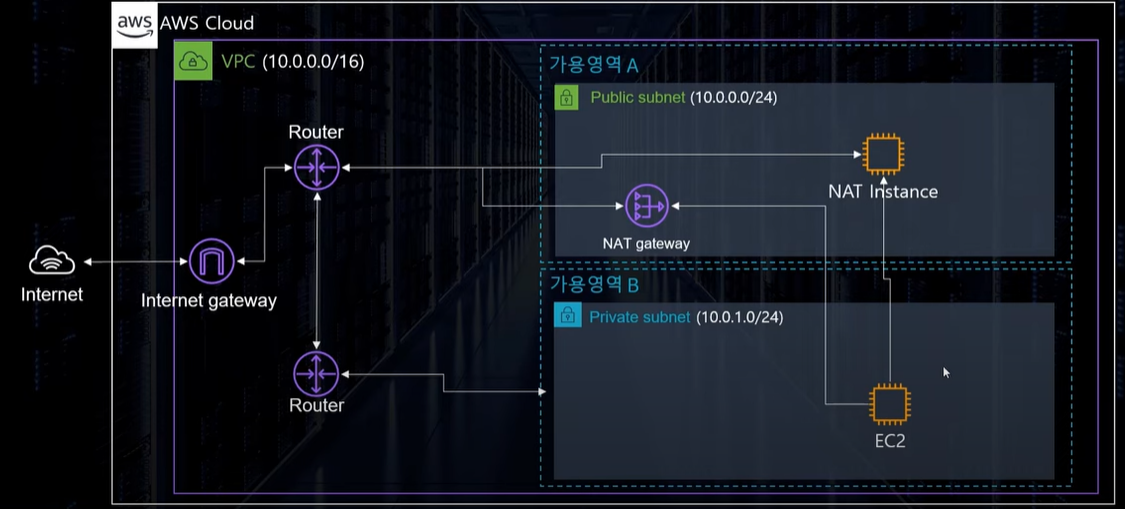 aws AWS Cloud
VPC (10.0.0.0/16)
가용영역 A
Public subnet (10.0.0.0/24)
Router
NAT Instance
NAT gateway
Internet
Internet gateway
가용영역 B
Private subnet (10.0.1.0/24)
Router
EC2